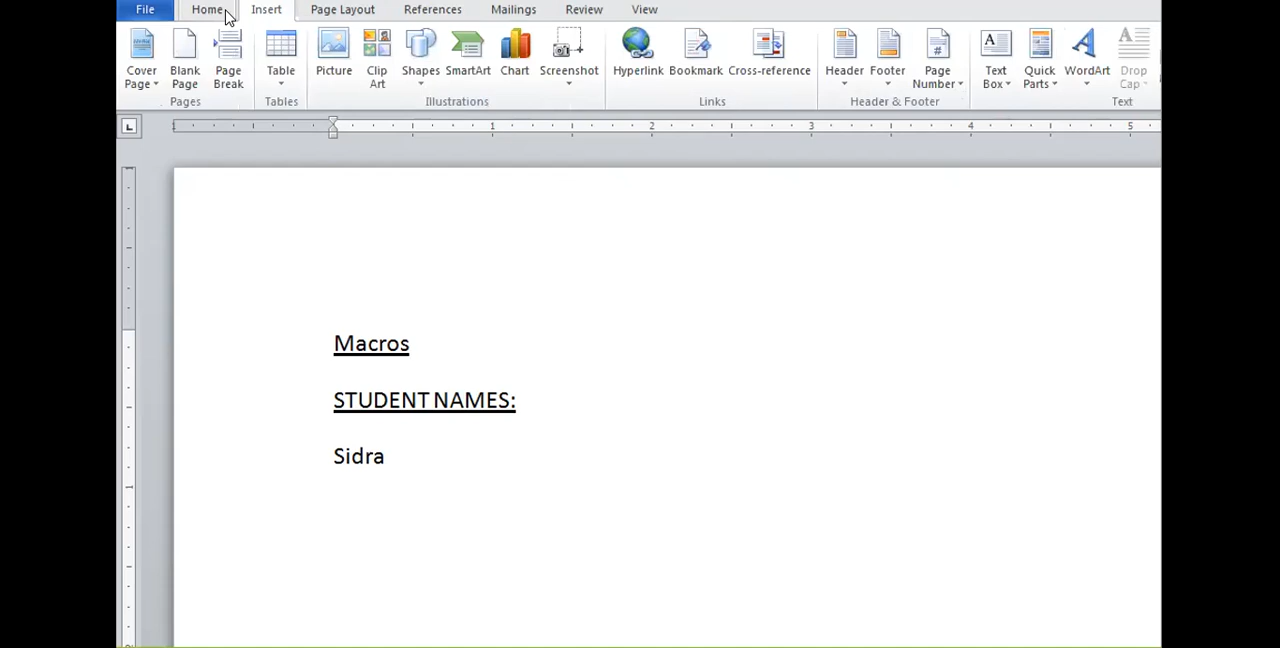 File Home Insert Page Layout References Mailings Review View
Cover Page Blank Page Page Break Table Picture Clip Art Shapes SmartArt Chart Screenshot Hyperlink Bookmark Cross-reference Header Footer Page Number Text Box Quick Parts WordArt Drop Cap
Pages Tables Illustrations Links Header & Footer Text
1 1 2 3 4 5
Macros
STUDENT NAMES:
Sidra
1